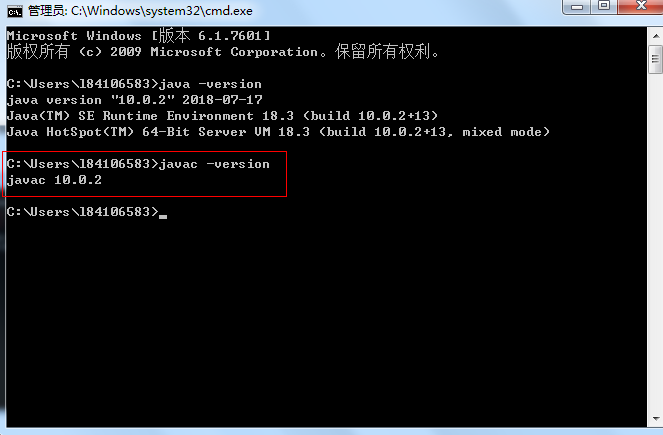 管理员: C:\Windows\system32\cmd.exe
Microsoft Windows [版本 6.1.7601]
版权所有 (c) 2009 Microsoft Corporation。保留所有权利。
C:\Users\l84106583>java -version
java version "10.0.2" 2018-07-17
Java(TM) SE Runtime Environment 18.3 (build 10.0.2+13)
Java HotSpot(TM) 64-Bit Server VM 18.3 (build 10.0.2+13, mixed mode)
C:\Users\l84106583>javac -version
javac 10.0.2
C:\Users\l84106583>_